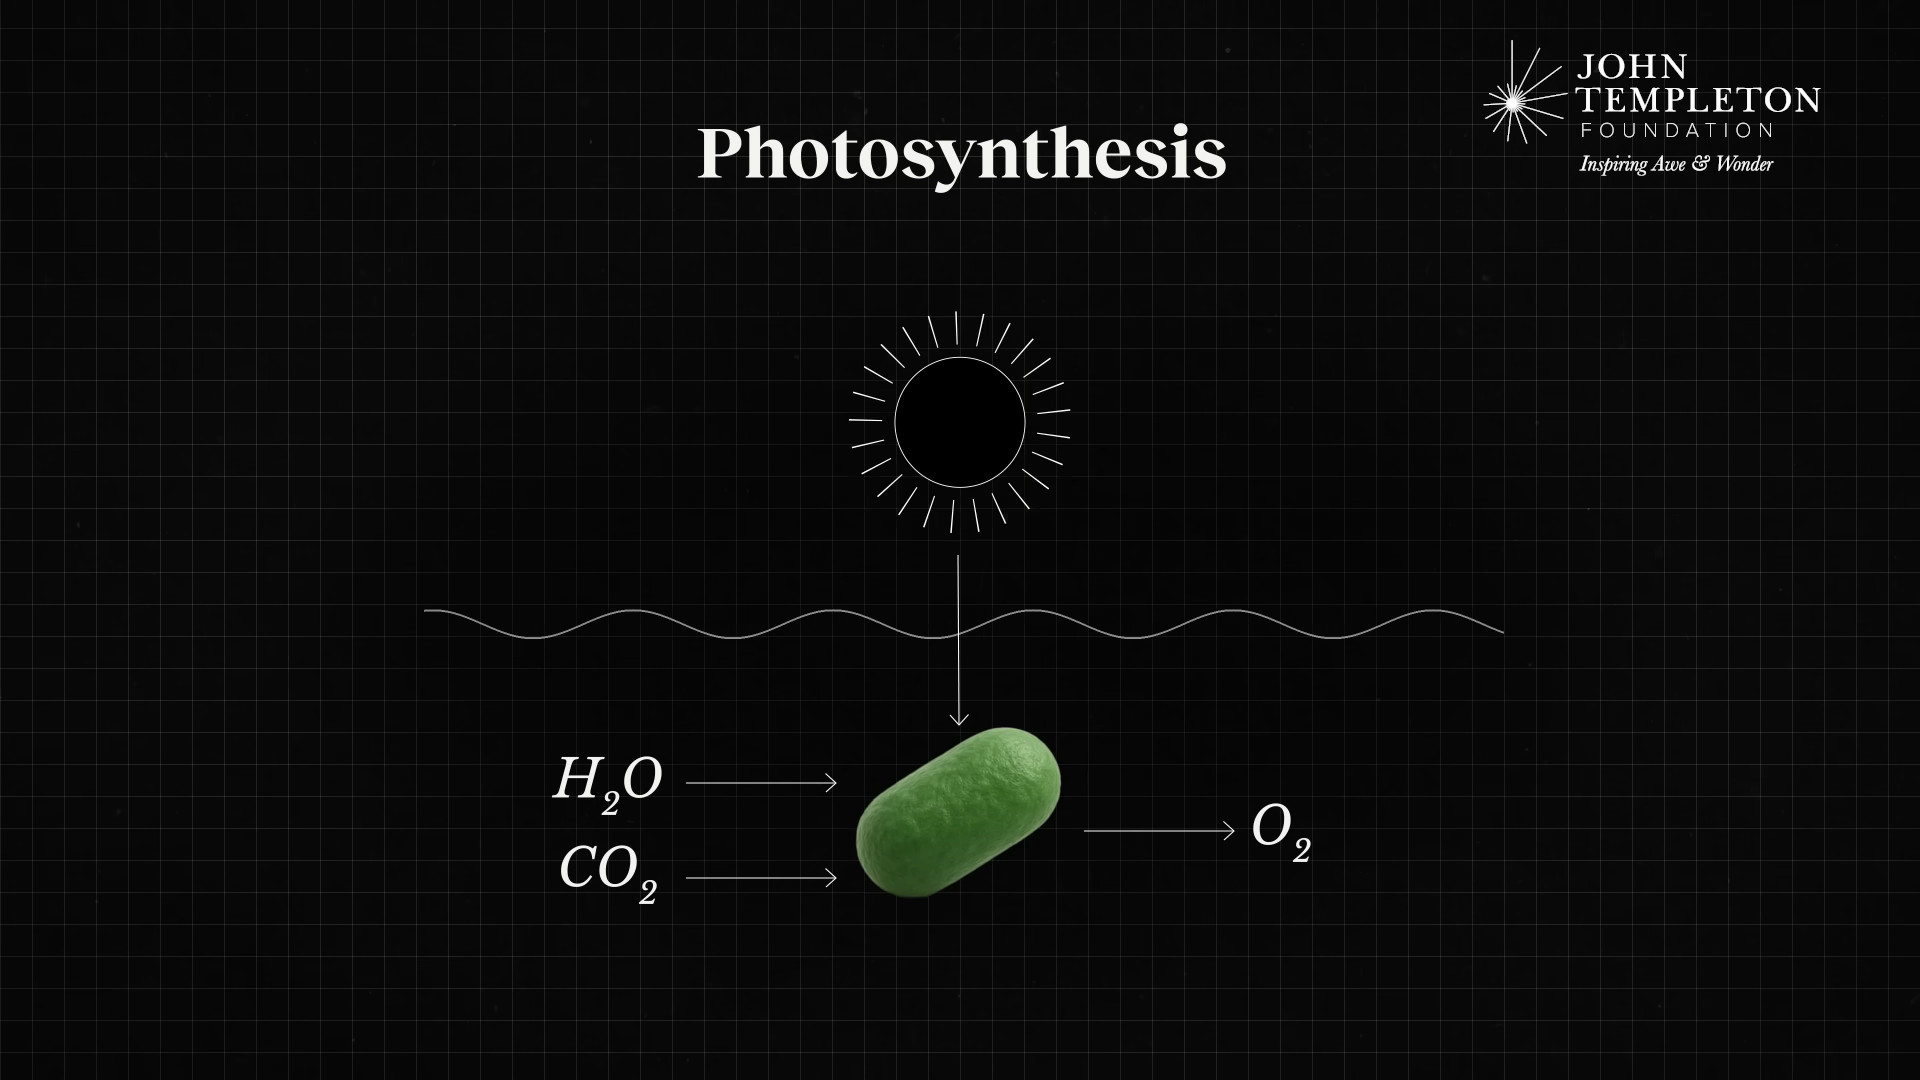 JOHN
TEMPLETON
FOUNDATION
Inspiring Awe & Wonder
Photosynthesis
H₂O
CO₂
O₂